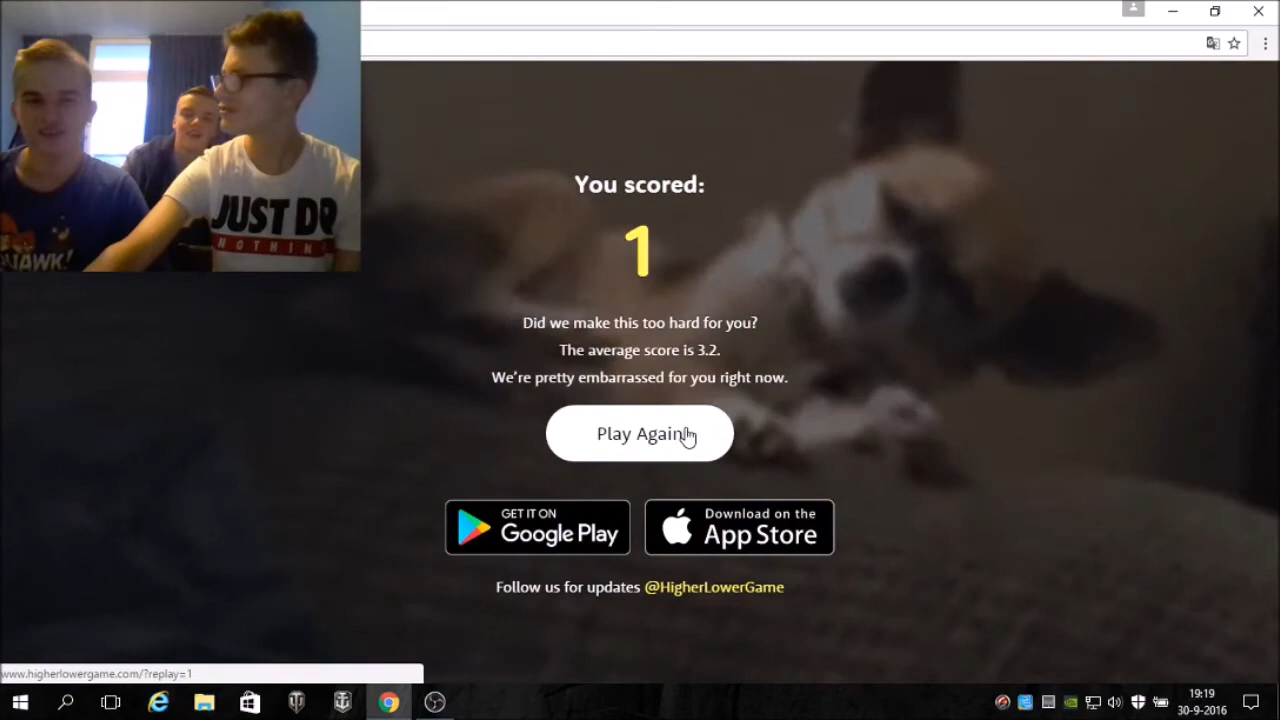 JUST DO
NOTHING
You scored:
1
Did we make this too hard for you?
The average score is 3.2.
We're pretty embarrassed for you right now.
Play Again
GET IT ON
Google Play
Download on the
App Store
Follow us for updates @HigherLowerGame
www.higherlowergame.com/?replay=1
19:19
30-9-2016